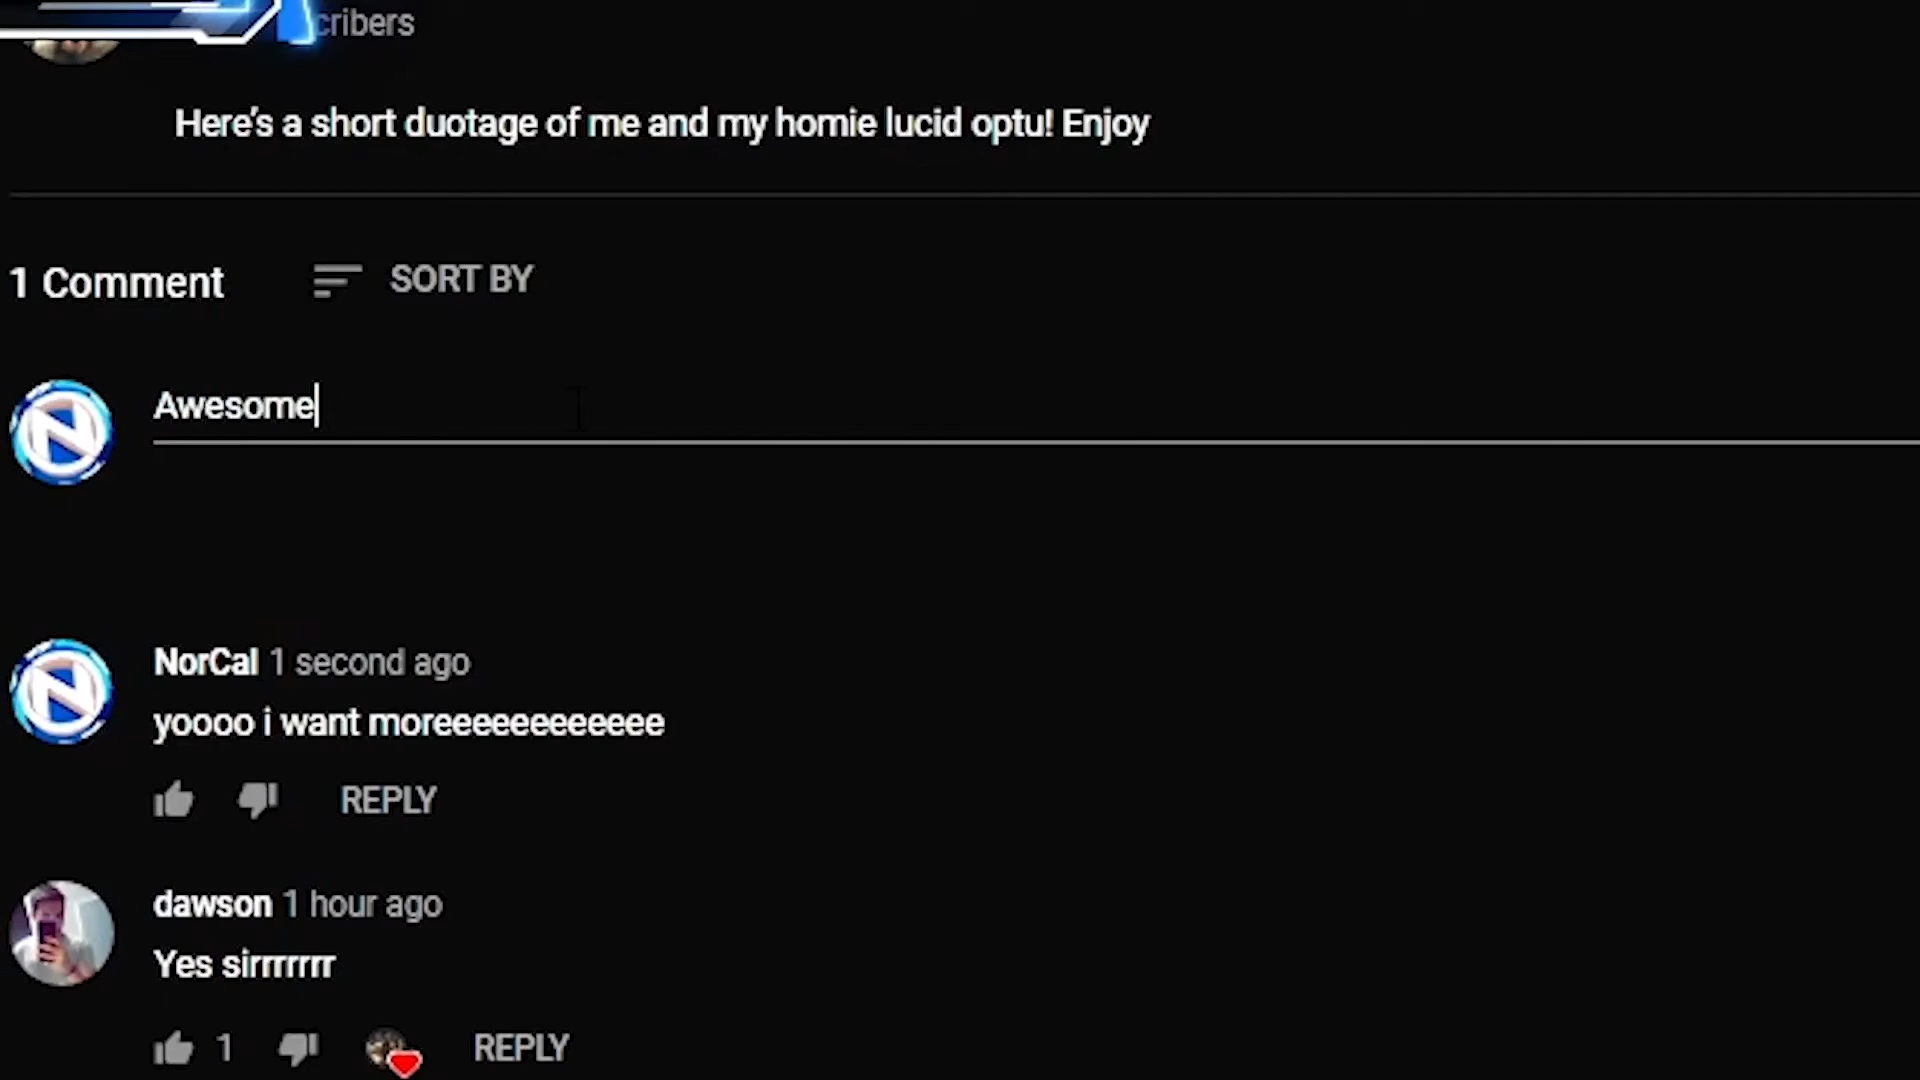 cribers
Here's a short duotage of me and my homie lucid optu! Enjoy
1 Comment SORT BY
Awesome
NorCal 1 second ago
yoooo i want moreeeeeeeeeeee
REPLY
dawson 1 hour ago
Yes sirrrrrrr
1 REPLY